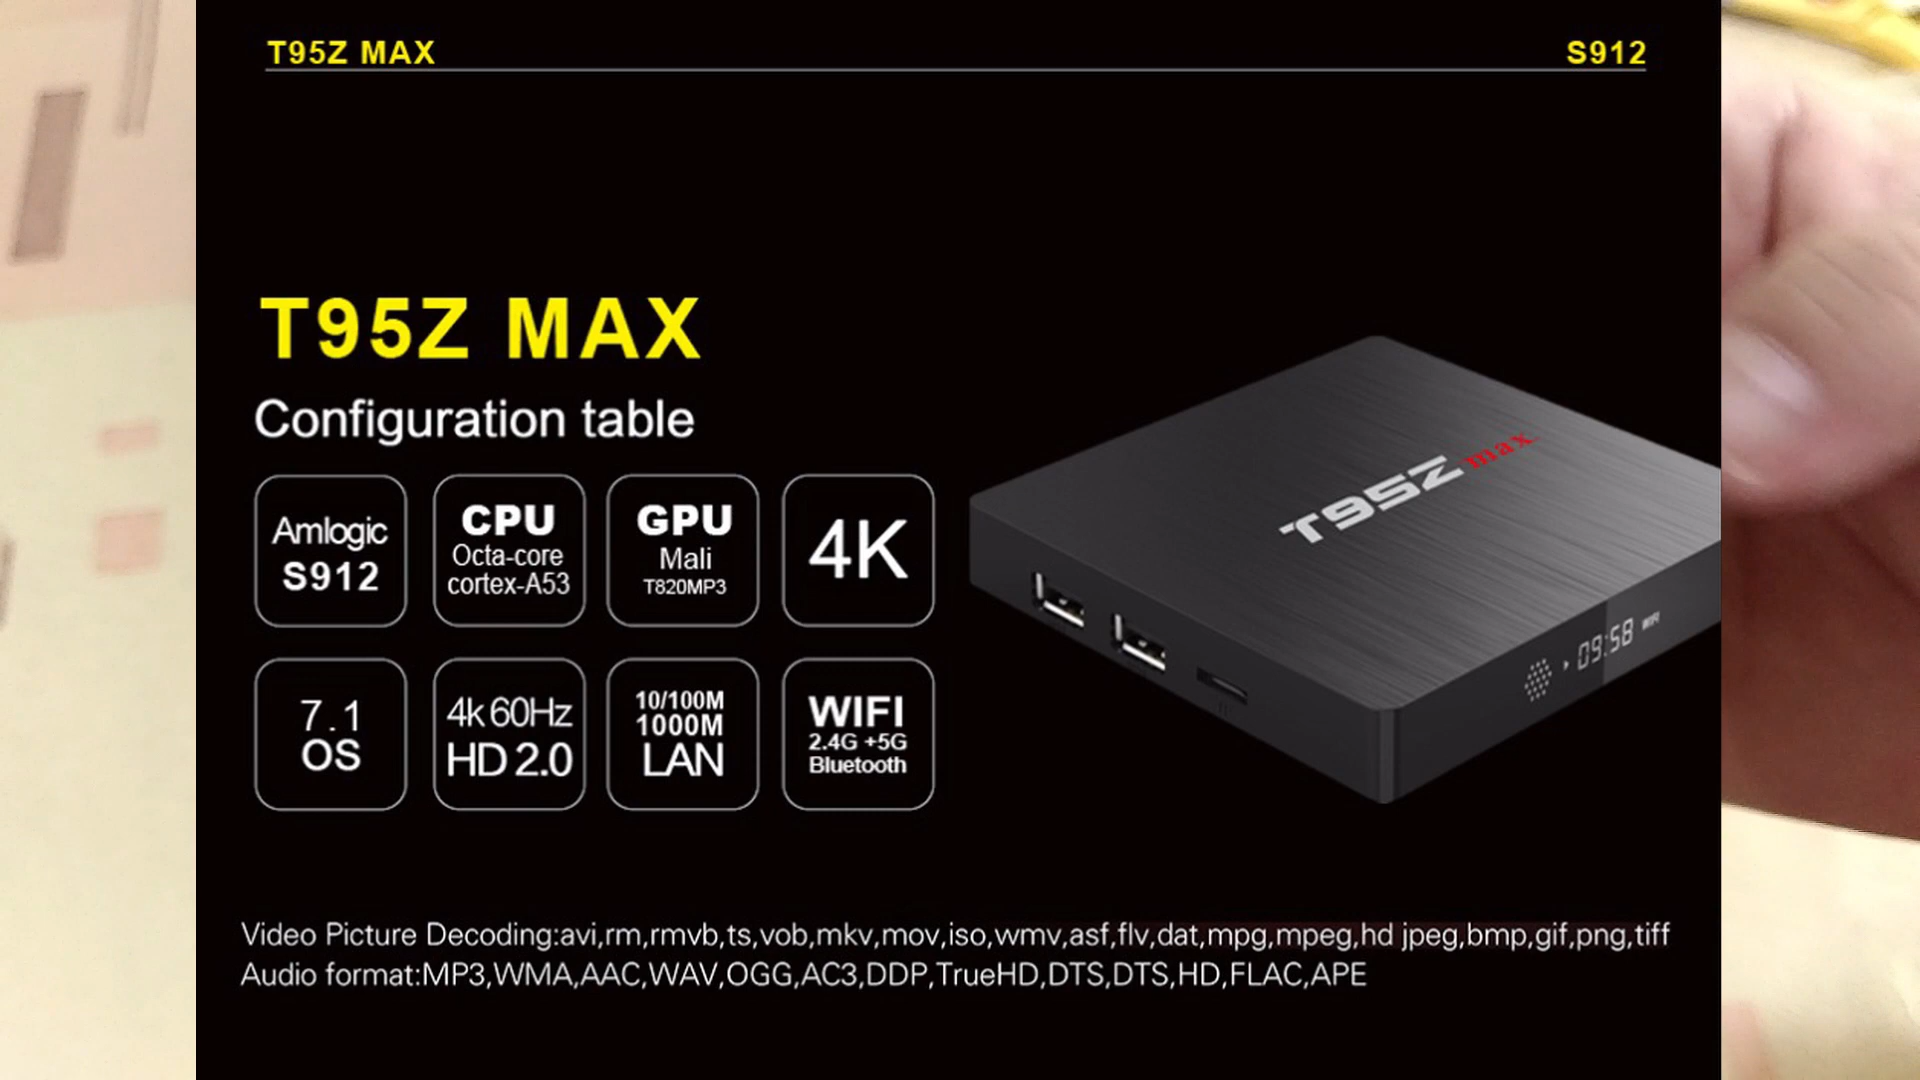 T95Z MAX
S912
T95Z MAX
Configuration table
Amlogic
S912
CPU
Octa-core
cortex-A53
GPU
Mali
T820MP3
4K
7.1
OS
4k 60Hz
HD 2.0
10/100M
1000M
LAN
WIFI
2.4G +5G
Bluetooth
T95Z max
09:58 WIFI
Video Picture Decoding:avi,rm,rmvb,ts,vob,mkv,mov,iso,wmv,asf,flv,dat,mpg,mpeg,hd jpeg,bmp,gif,png,tiff
Audio format:MP3,WMA,AAC,WAV,OGG,AC3,DDP,TrueHD,DTS,DTS,HD,FLAC,APE